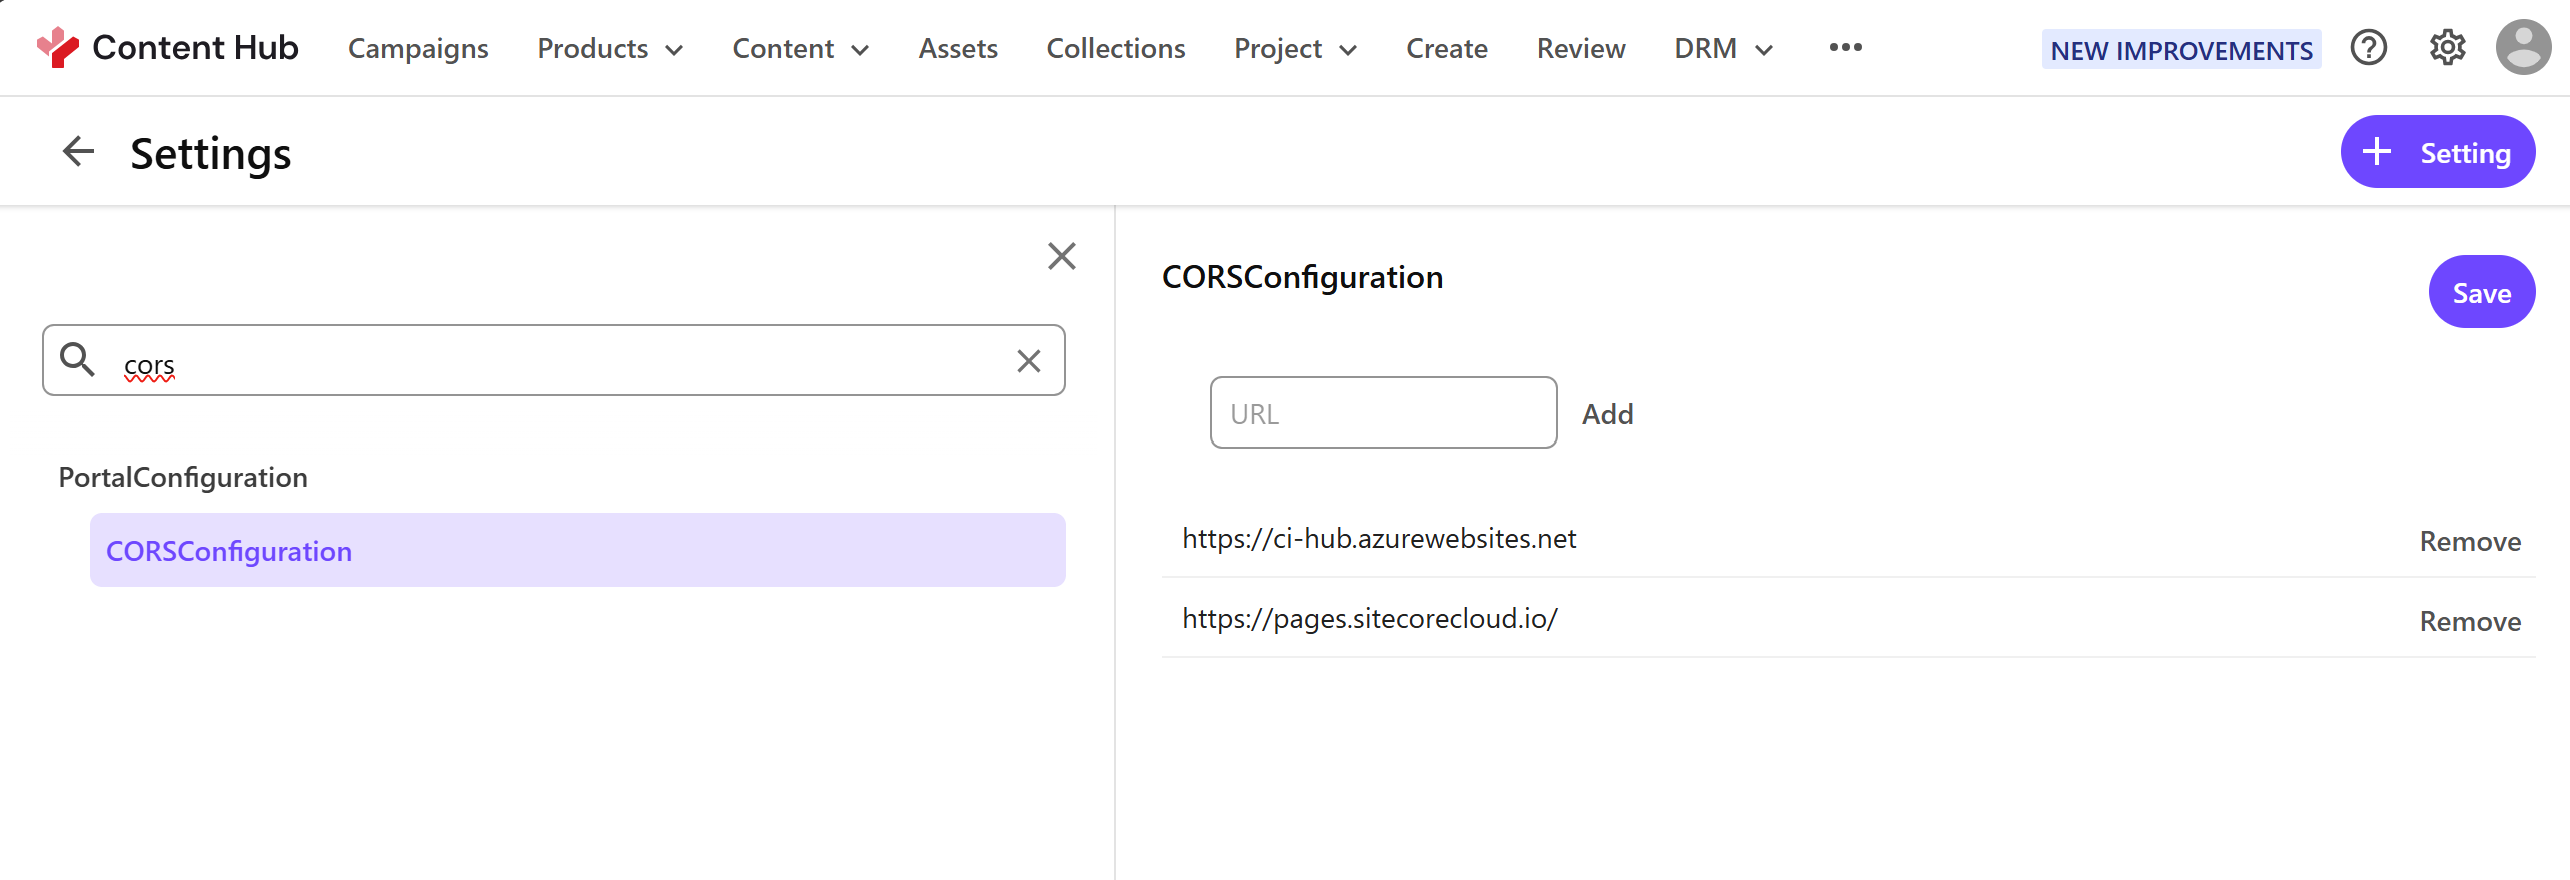 Content Hub Campaigns Products Content Assets Collections Project Create Review DRM ••• NEW IMPROVEMENTS
Settings
+ Setting
cors
PortalConfiguration
CORSConfiguration
CORSConfiguration
Save
URL Add
https://ci-hub.azurewebsites.net Remove
https://pages.sitecorecloud.io/ Remove